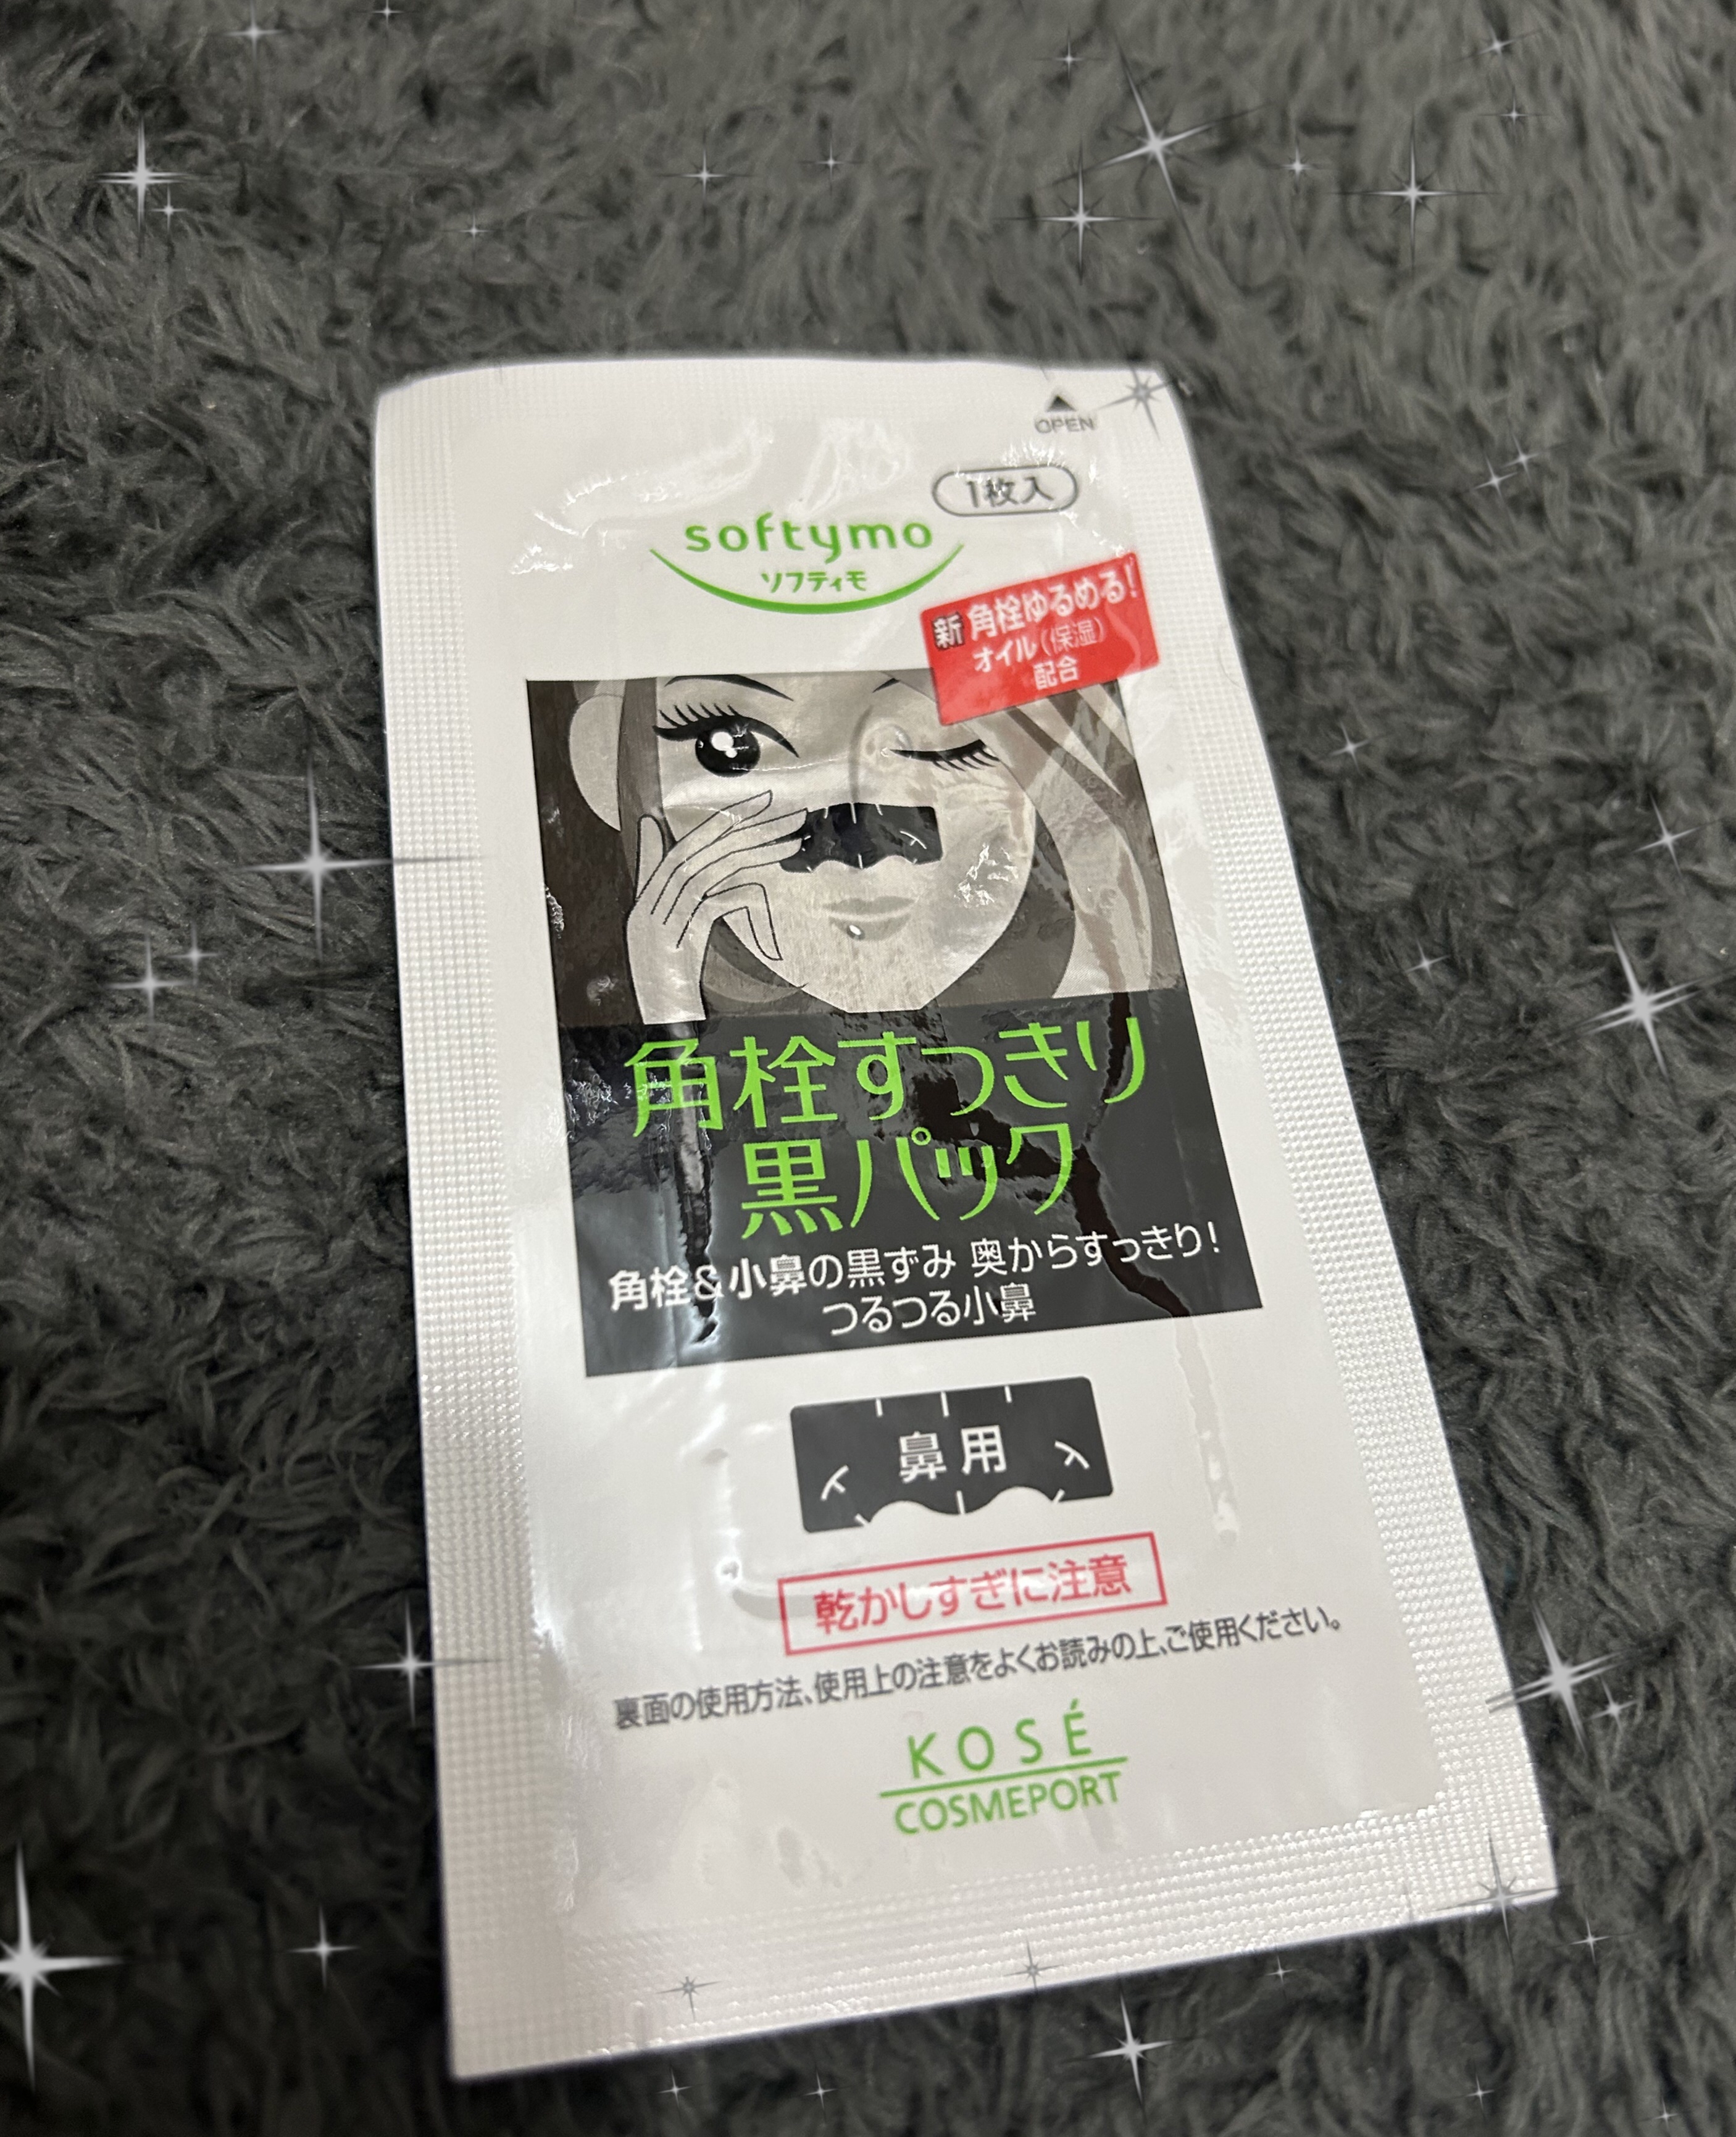 OPEN
1枚入
softymo
ソフティモ
新 角栓ゆるめる!
オイル(保湿)
配合
角栓すっきり
黒パック
角栓&小鼻の黒ずみ 奥からすっきり!
つるつる小鼻
鼻用
乾かしすぎに注意
裏面の使用方法、使用上の注意をよくお読みの上、ご使用ください。
KOSÉ
COSMEPORT